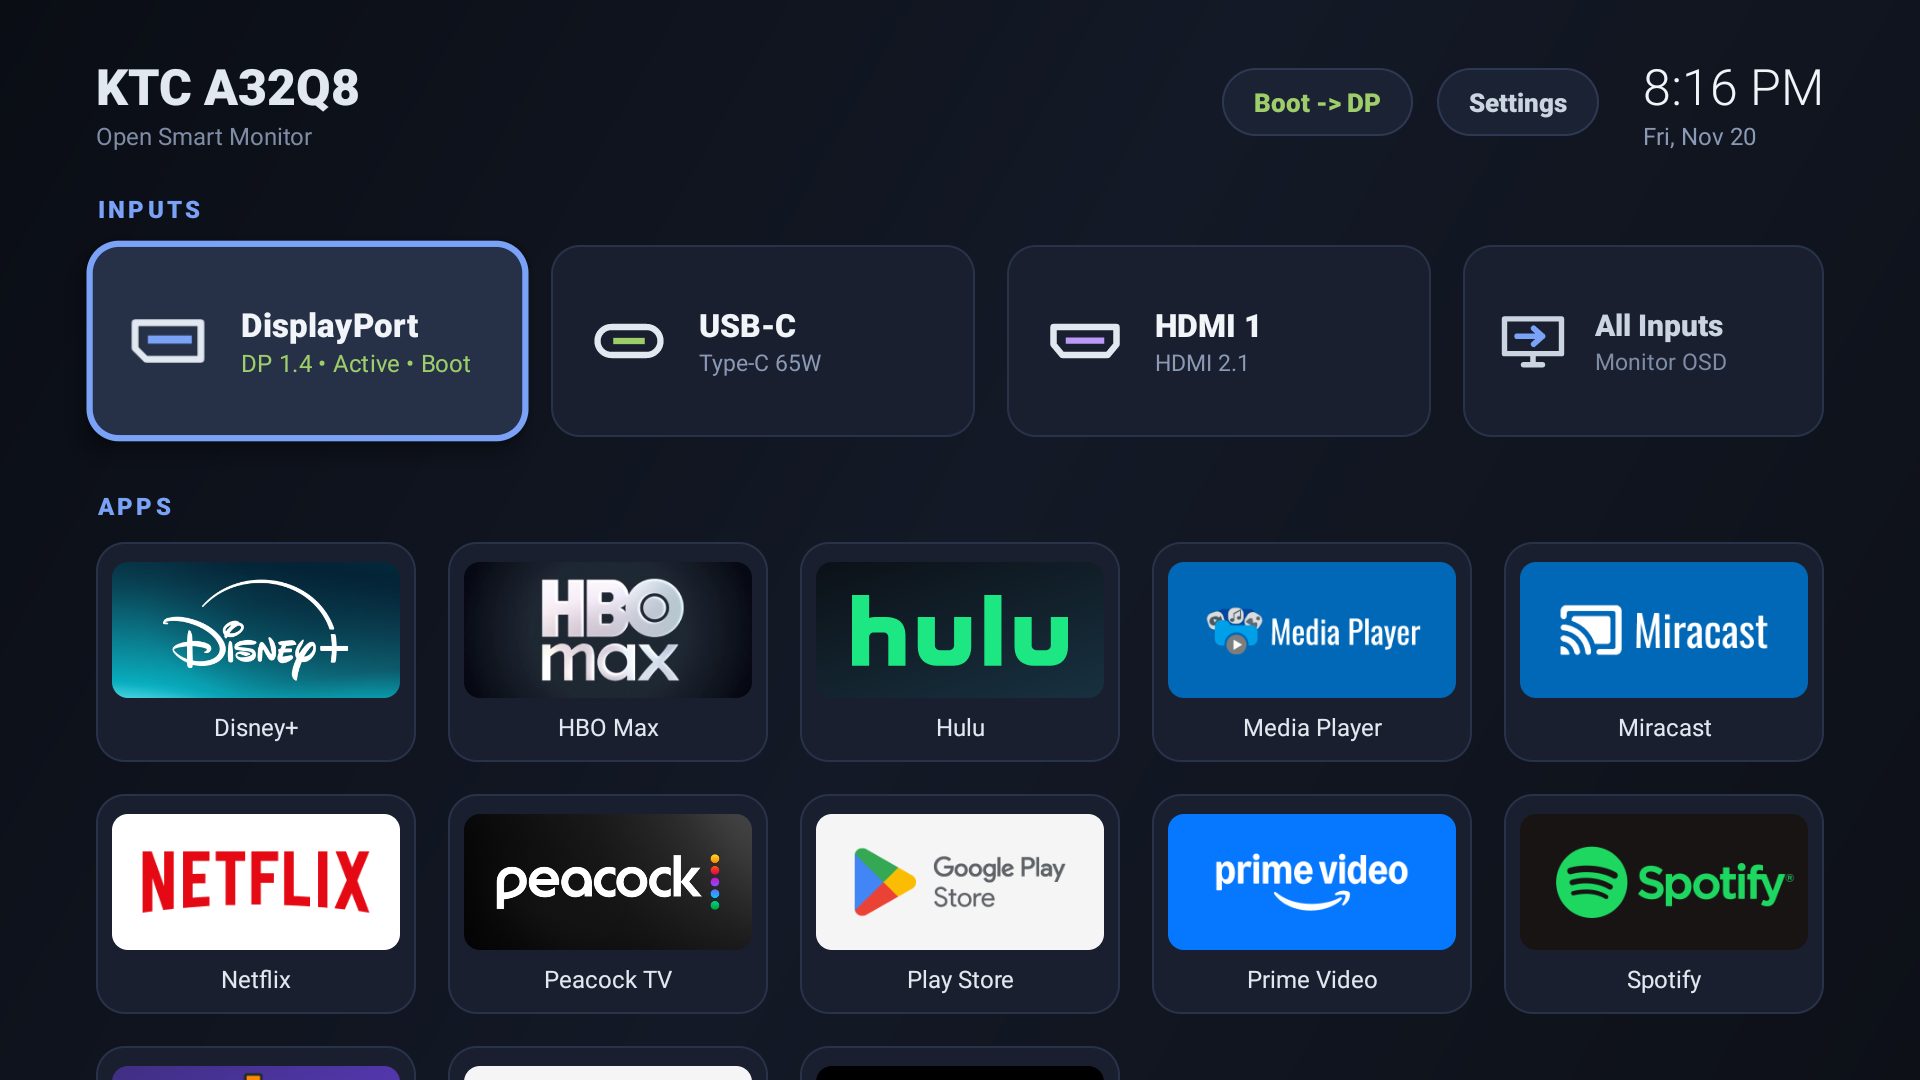 KTC A32Q8
Open Smart Monitor
Boot -> DP
Settings
8:16 PM
Fri, Nov 20
INPUTS
DisplayPort
DP 1.4 • Active • Boot
USB-C
Type-C 65W
HDMI 1
HDMI 2.1
All Inputs
Monitor OSD
APPS
Disney+
HBO
max
hulu
Media Player
Miracast
Disney+
HBO Max
Hulu
Media Player
Miracast
NETFLIX
peacock
Google Play
Store
prime video
Spotify®
Netflix
Peacock TV
Play Store
Prime Video
Spotify